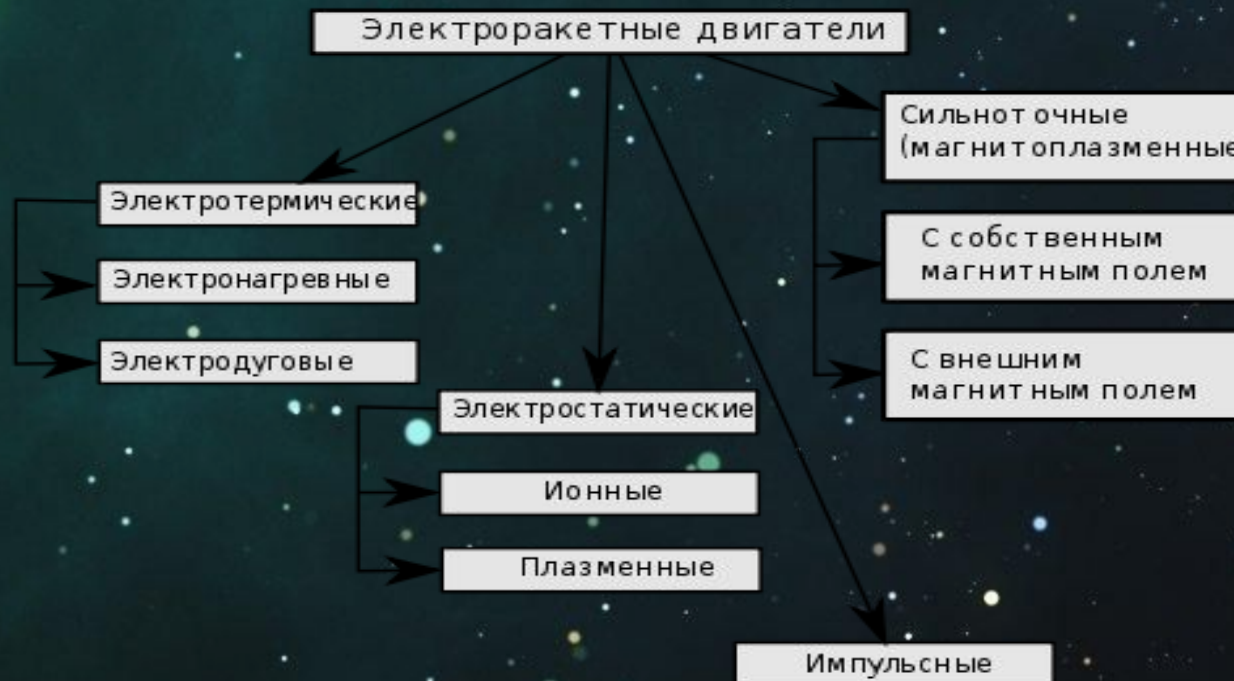 Электроракетные двигатели
Сильноточные
(магнитоплазменные
Электротермические
Электронагревные
Электродуговые
С собственным
магнитным полем
С внешним
магнитным полем
Электростатические
Ионные
Плазменные
Импульсные